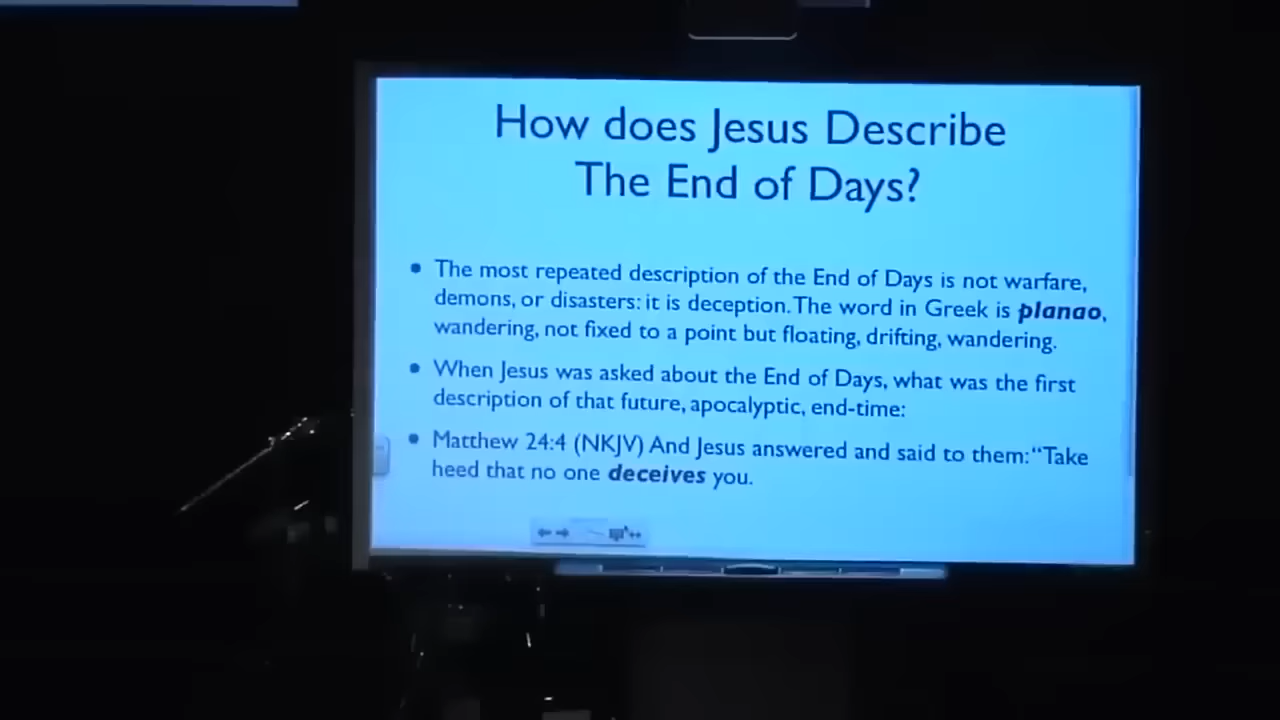 How does Jesus Describe
The End of Days?
• The most repeated description of the End of Days is not warfare,
demons, or disasters: it is deception. The word in Greek is planao,
wandering, not fixed to a point but floating, drifting, wandering.
• When Jesus was asked about the End of Days, what was the first
description of that future, apocalyptic, end-time:
• Matthew 24:4 (NKJV) And Jesus answered and said to them: “Take
heed that no one deceives you.